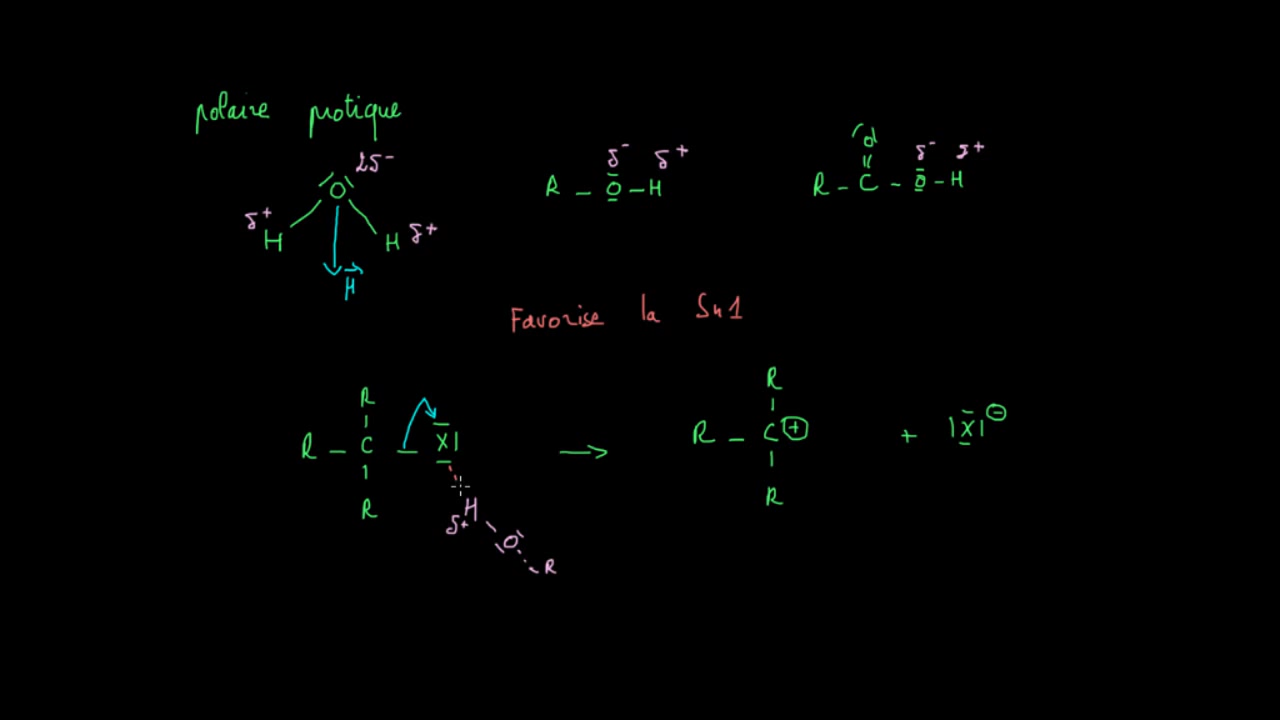 polaire protique
2δ⁻
O
δ⁺ H H δ⁺
μ⃗
δ⁻ δ⁺
R – O – H
O
||
δ⁻ δ⁺
R – C – O – H
Favorise la SN1
R
R – C – X| → R – C⊕ + |X|⊖
R
δ+ H
O
R
R
R